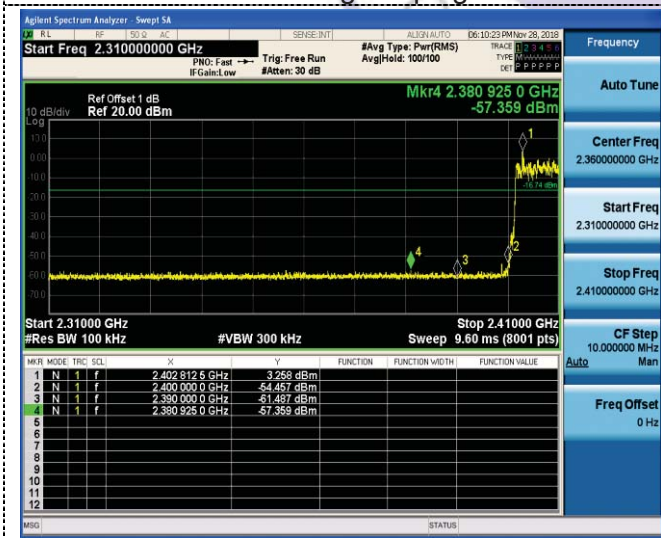 Agilent Spectrum Analyzer - Swept SA
RL RF 50 Ω AC SENSE:INT ALIGN AUTO 06:10:23 PM Nov 28, 2018
Start Freq 2.310000000 GHz
PNO: Fast
IFGain:Low
Trig: Free Run
#Atten: 30 dB
#Avg Type: Pwr(RMS)
Avg|Hold: 100/100
TRACE 1 2 3 4 5 6
TYPE
DET P P P P P P
Ref Offset 1 dB
10 dB/div Ref 20.00 dBm
Log
Mkr4 2.380 925 0 GHz
-57.359 dBm
10.0
0.00
-10.0
-20.0
-30.0
-40.0
-50.0
-60.0
-70.0
1
-16.74 dBm
2
3
4
Start 2.31000 GHz Stop 2.41000 GHz
#Res BW 100 kHz #VBW 300 kHz Sweep 9.60 ms (8001 pts)
MKR MODE TRC SCL X Y FUNCTION FUNCTION WIDTH FUNCTION VALUE
1 N 1 f 2.402 812 5 GHz 3.258 dBm
2 N 1 f 2.400 000 0 GHz -54.457 dBm
3 N 1 f 2.390 000 0 GHz -61.487 dBm
4 N 1 f 2.380 925 0 GHz -57.359 dBm
5
6
7
8
9
10
11
12
MSG STATUS
Frequency
Auto Tune
Center Freq
2.360000000 GHz
Start Freq
2.310000000 GHz
Stop Freq
2.410000000 GHz
CF Step
10.000000 MHz
Auto Man
Freq Offset
0 Hz